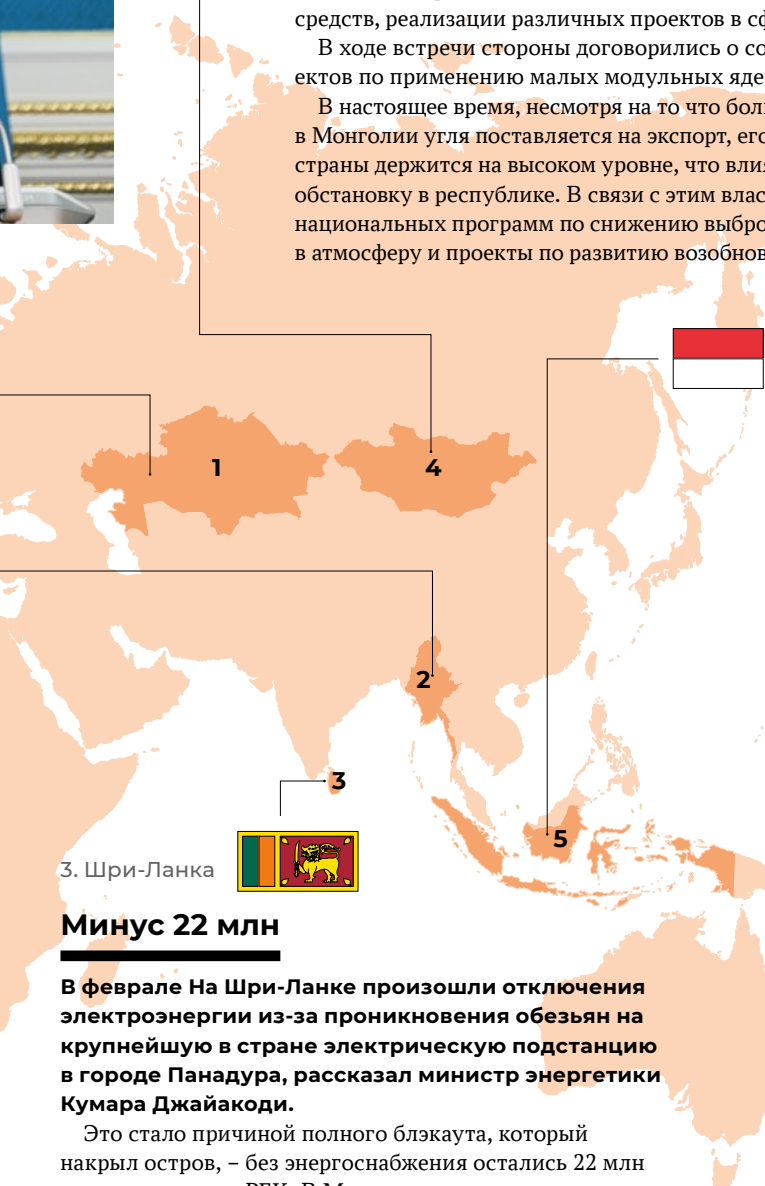 средств, реализации различных проектов в сф
В ходе встречи стороны договорились о со
ектов по применению малых модульных яде
В настоящее время, несмотря на то что бол
в Монголии угля поставляется на экспорт, его
страны держится на высоком уровне, что влия
обстановку в республике. В связи с этим влас
национальных программ по снижению выбро
в атмосферу и проекты по развитию возобнов
1
4
2
3
5
3. Шри-Ланка
Минус 22 млн
В феврале На Шри-Ланке произошли отключения
электроэнергии из-за проникновения обезьян на
крупнейшую в стране электрическую подстанцию
в городе Панадура, рассказал министр энергетики
Кумара Джайакоди.
Это стало причиной полного блэкаута, который
накрыл остров, – без энергоснабжения остались 22 млн